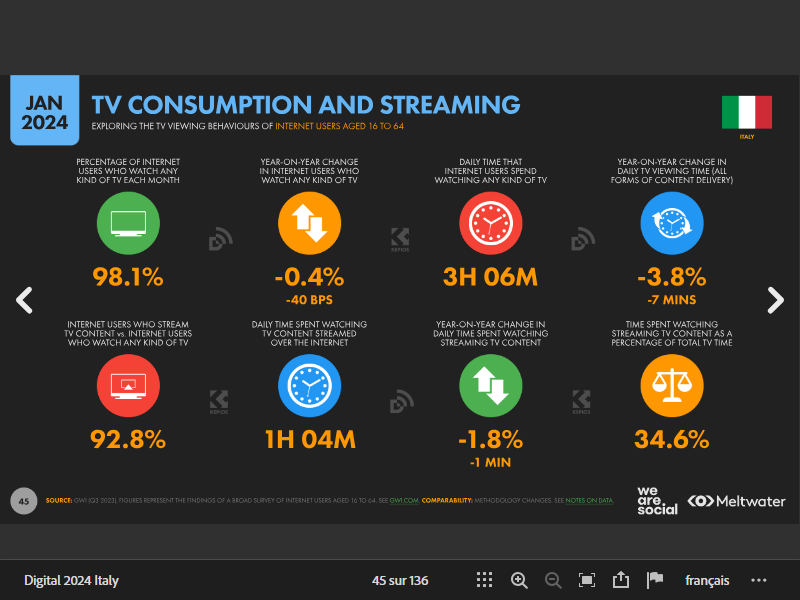 JAN
2024
TV CONSUMPTION AND STREAMING
EXPLORING THE TV VIEWING BEHAVIOURS OF INTERNET USERS AGED 16 TO 64
ITALY
PERCENTAGE OF INTERNET
USERS WHO WATCH ANY
KIND OF TV EACH MONTH
98.1%
YEAR-ON-YEAR CHANGE
IN INTERNET USERS WHO
WATCH ANY KIND OF TV
-0.4%
-40 BPS
DAILY TIME THAT
INTERNET USERS SPEND
WATCHING ANY KIND OF TV
3H 06M
YEAR-ON-YEAR CHANGE IN
DAILY TV VIEWING TIME (ALL
FORMS OF CONTENT DELIVERY)
-3.8%
-7 MINS
KEPIOS
INTERNET USERS WHO STREAM
TV CONTENT vs. INTERNET USERS
WHO WATCH ANY KIND OF TV
92.8%
DAILY TIME SPENT WATCHING
TV CONTENT STREAMED
OVER THE INTERNET
1H 04M
YEAR-ON-YEAR CHANGE IN
DAILY TIME SPENT WATCHING
STREAMING TV CONTENT
-1.8%
-1 MIN
TIME SPENT WATCHING
STREAMING TV CONTENT AS A
PERCENTAGE OF TOTAL TV TIME
34.6%
KEPIOS
KEPIOS
45
SOURCE: GWI (Q3 2023). FIGURES REPRESENT THE FINDINGS OF A BROAD SURVEY OF INTERNET USERS AGED 16 TO 64. SEE GWI.COM. COMPARABILITY: METHODOLOGY CHANGES. SEE NOTES ON DATA.
we
are
social
Meltwater
Digital 2024 Italy
45 sur 136
français